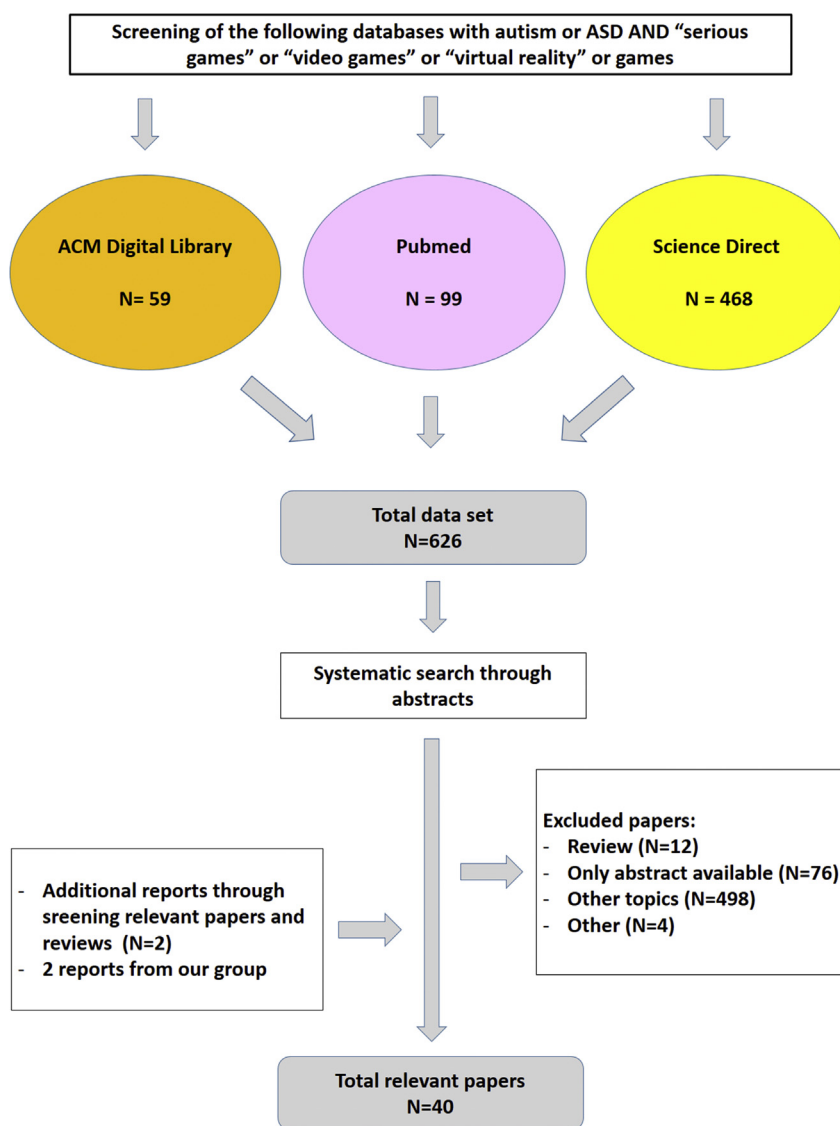 Screening of the following databases with autism or ASD AND “serious
games” or “video games” or “virtual reality” or games
ACM Digital Library
N= 59
Pubmed
N = 99
Science Direct
N = 468
Total data set
N=626
Systematic search through
abstracts
Excluded papers:
- Review (N=12)
- Only abstract available (N=76)
- Other topics (N=498)
- Other (N=4)
- Additional reports through
sreening relevant papers and
reviews (N=2)
- 2 reports from our group
Total relevant papers
N=40